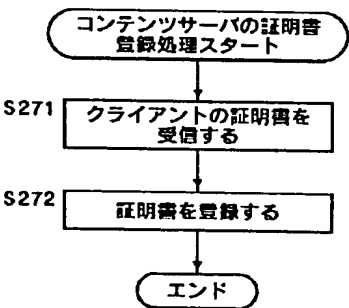 コンテンツサーバの証明書
登録処理スタート
S271
クライアントの証明書を
受信する
S272
証明書を登録する
エンド